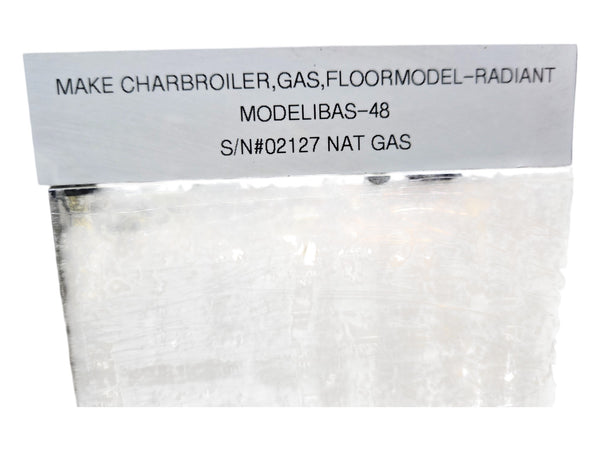 MAKE CHARBROILER,GAS,FLOORMODEL-RADIANT
MODELIBAS-48
S/N#02127 NAT GAS